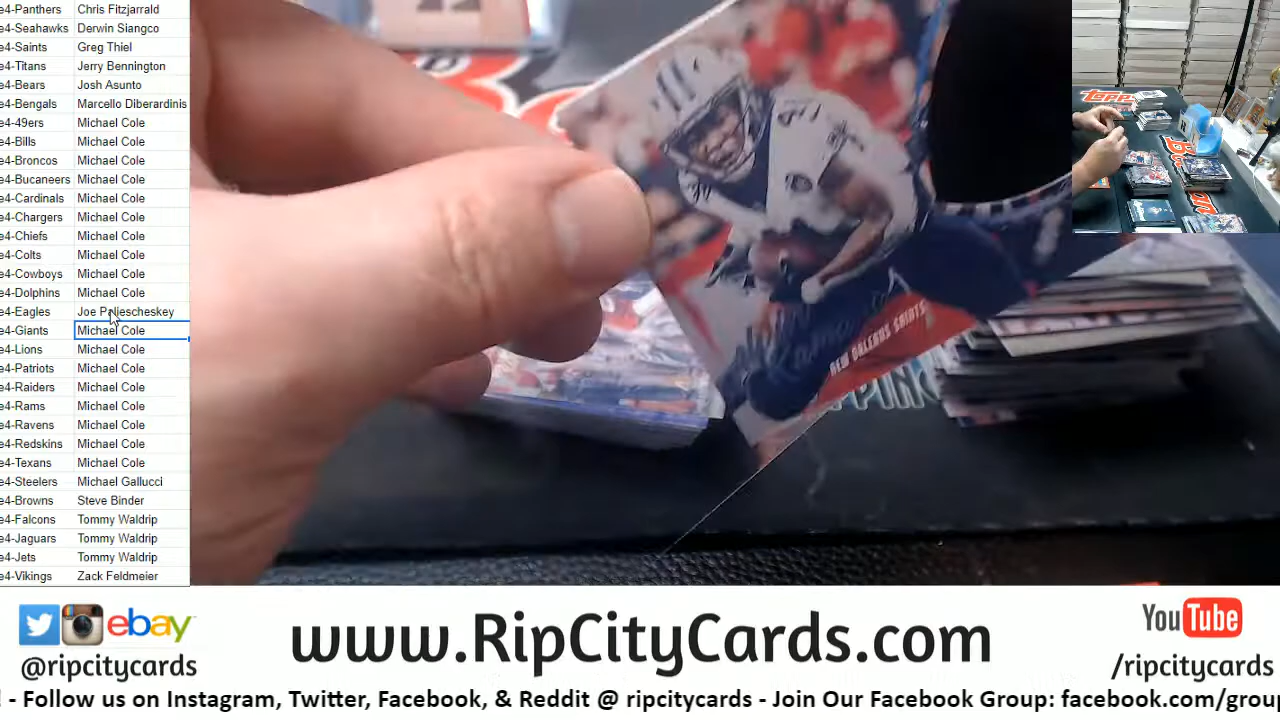 e4-Panthers Chris Fitzjarrald
e4-Seahawks Derwin Siangco
e4-Saints Greg Thiel
e4-Titans Jerry Bennington
e4-Bears Josh Asunto
e4-Bengals Marcello Diberardinis
e4-49ers Michael Cole
e4-Bills Michael Cole
e4-Broncos Michael Cole
e4-Bucaneers Michael Cole
e4-Cardinals Michael Cole
e4-Chargers Michael Cole
e4-Chiefs Michael Cole
e4-Colts Michael Cole
e4-Cowboys Michael Cole
e4-Dolphins Michael Cole
e4-Eagles Joe
e4-Giants Michael Cole
e4-Lions Michael Cole
e4-Patriots Michael Cole
e4-Raiders Michael Cole
e4-Rams Michael Cole
e4-Ravens Michael Cole
e4-Redskins Michael Cole
e4-Texans Michael Cole
e4-Steelers Michael Gallucci
e4-Browns Steve Binder
e4-Falcons Tommy Waldrip
e4-Jaguars Tommy Waldrip
e4-Jets Tommy Waldrip
e4-Vikings Zack Feldmeier
NEW ORLEANS SAINTS
Topps
ebay
@ripcitycards
www.RipCityCards.com
YouTube
/ripcitycards
! - Follow us on Instagram, Twitter, Facebook, & Reddit @ ripcitycards - Join Our Facebook Group: facebook.com/group